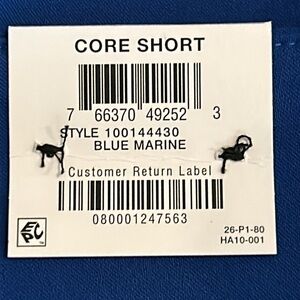 CORE SHORT
7 66370 49252 3
STYLE 100144430
BLUE MARINE
Customer Return Label
080001247563
EPC
26-P1-80
HA10-001